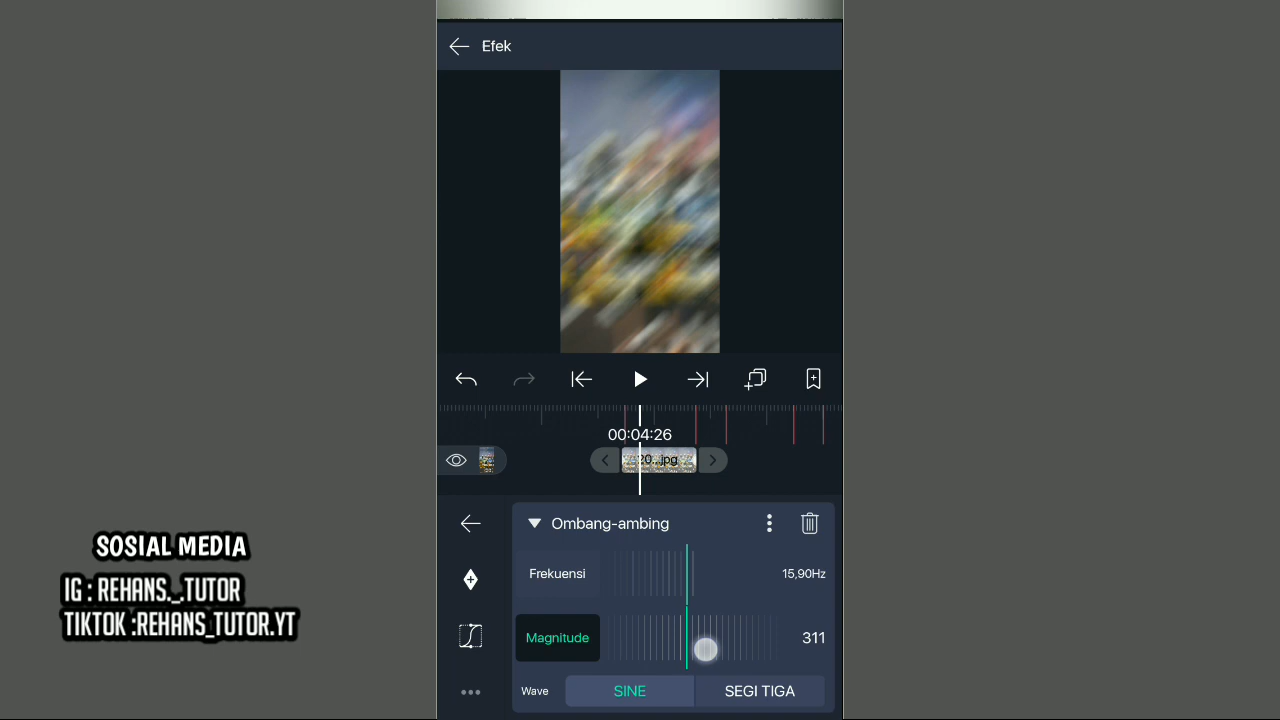 Efek
00:04:26
20...jpg
Ombang-ambing
Frekuensi
15,90Hz
Magnitude
311
Wave
SINE
SEGI TIGA
SOSIAL MEDIA
IG : REHANS._.TUTOR
TIKTOK :REHANS_TUTOR.YT